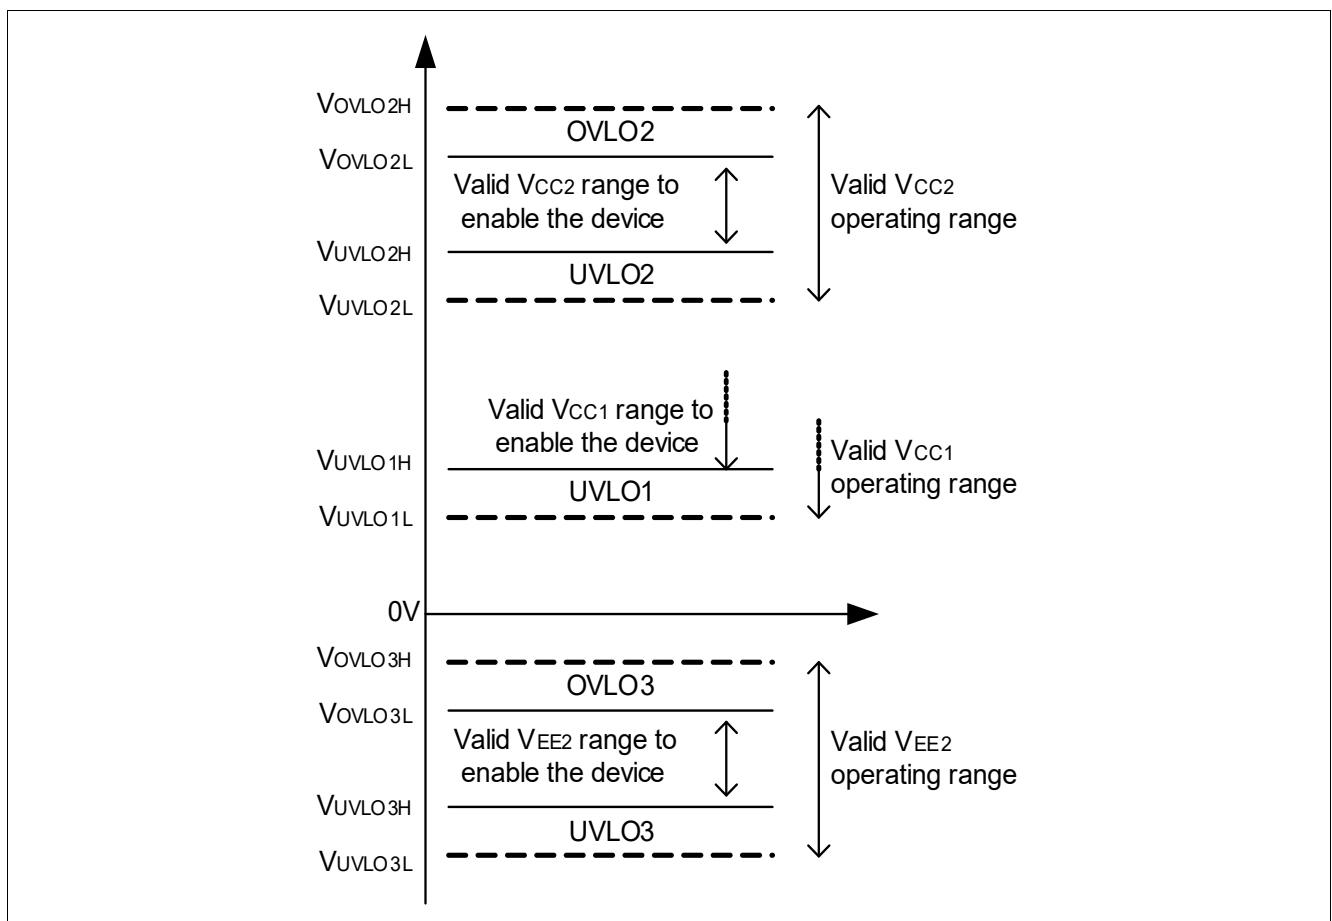 VOVLO2H
OVLO2
VOVLO2L
Valid VCC2 range to
enable the device
Valid VCC2
operating range
VUVLO2H
UVLO2
VUVLO2L
Valid VCC1 range to
enable the device
Valid VCC1
operating range
VUVLO1H
UVLO1
VUVLO1L
0V
VOVLO3H
OVLO3
VOVLO3L
Valid VEE2 range to
enable the device
Valid VEE2
operating range
VUVLO3H
UVLO3
VUVLO3L